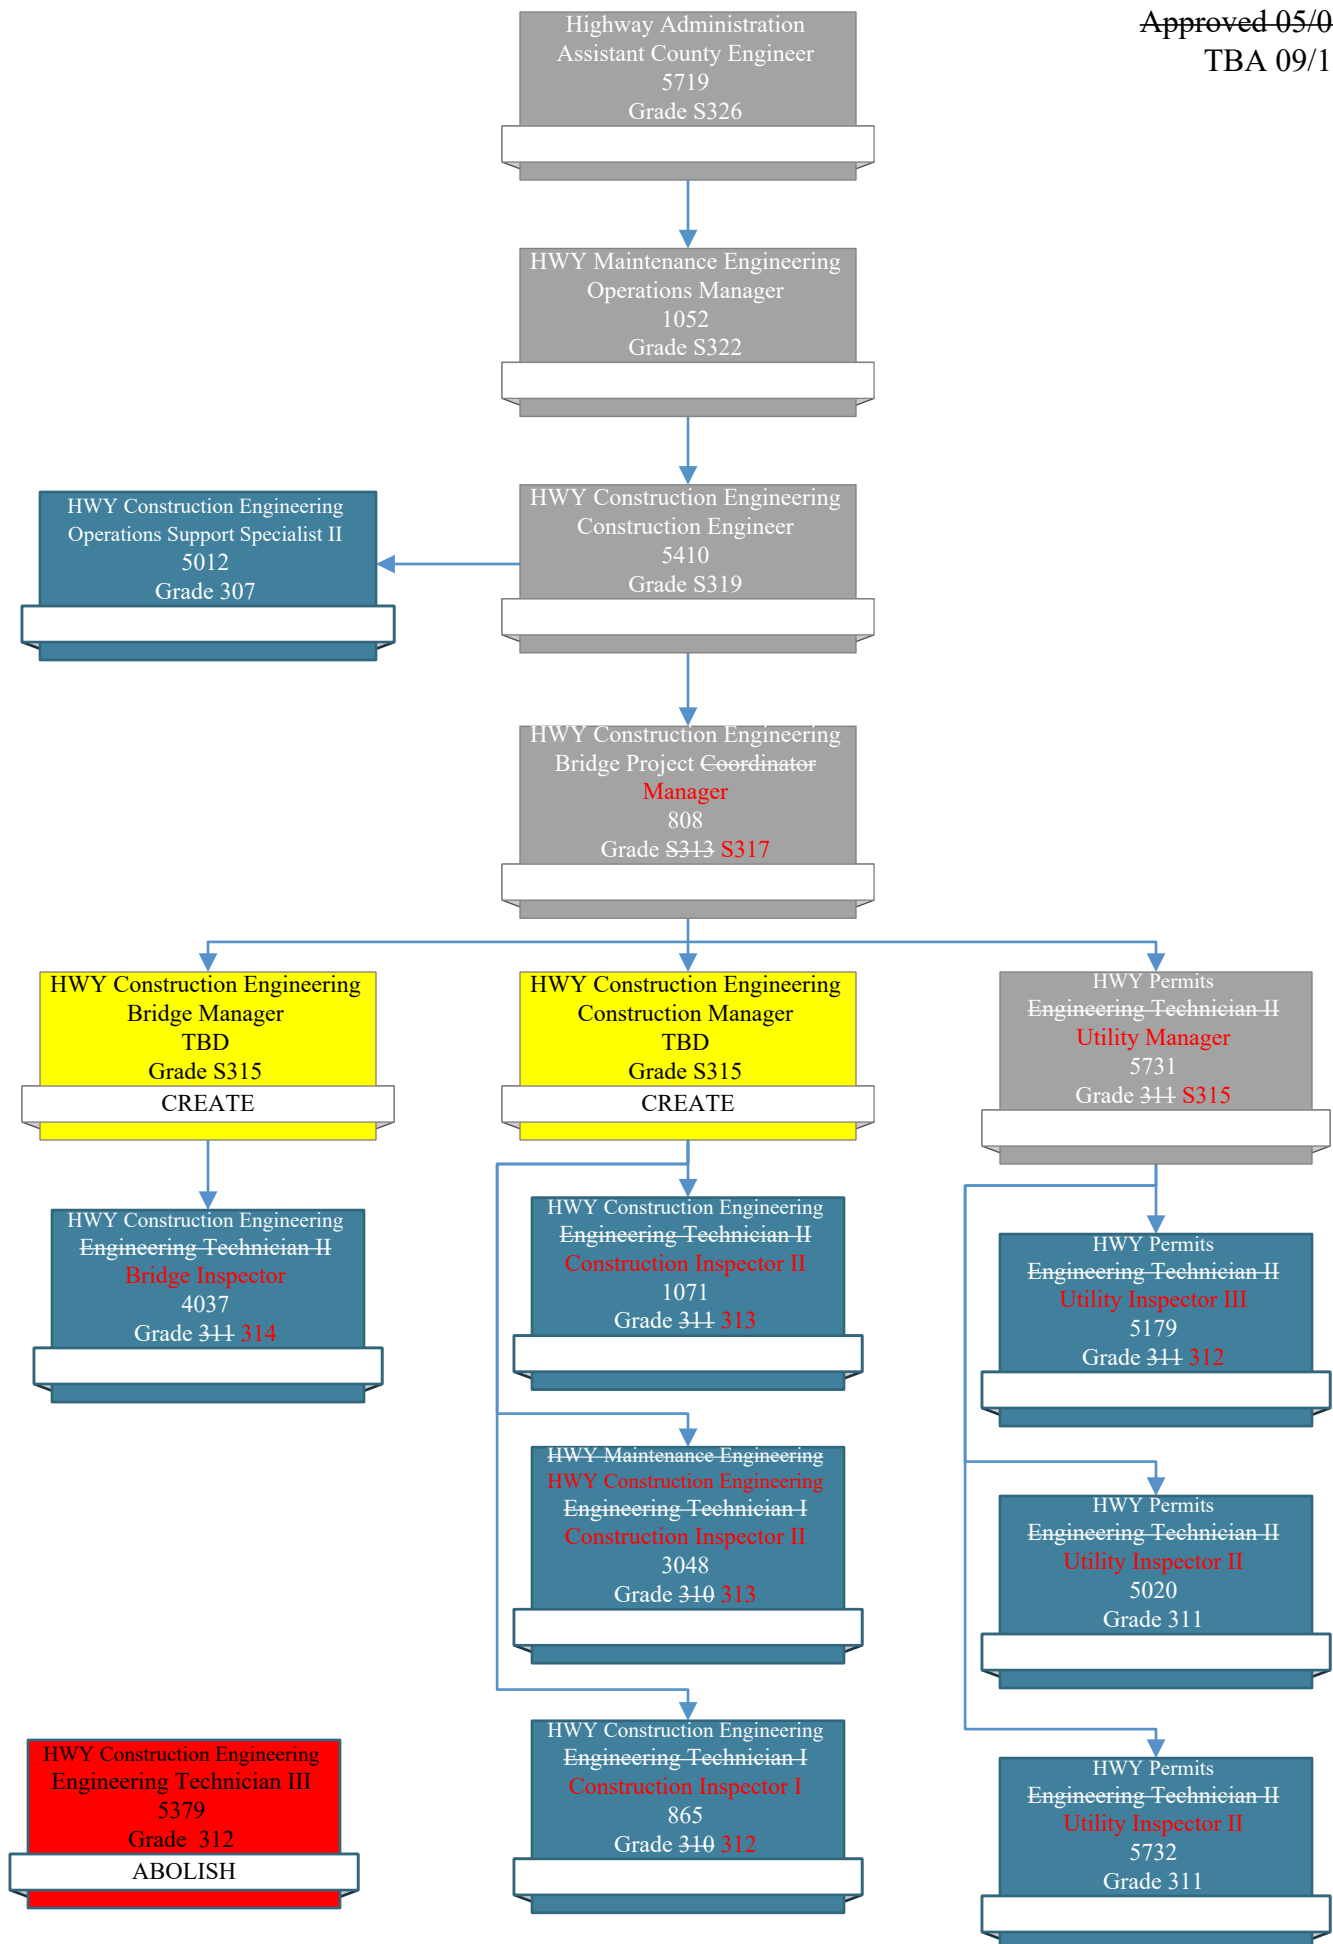 Approved 05/0
TBA 09/1
Highway Administration
Assistant County Engineer
5719
Grade S326
HWY Maintenance Engineering
Operations Manager
1052
Grade S322
HWY Construction Engineering
Operations Support Specialist II
5012
Grade 307
HWY Construction Engineering
Construction Engineer
5410
Grade S319
HWY Construction Engineering
Bridge Project Coordinator
Manager
808
Grade S313 S317
HWY Construction Engineering
Bridge Manager
TBD
Grade S315
CREATE
HWY Construction Engineering
Construction Manager
TBD
Grade S315
CREATE
HWY Permits
Engineering Technician II
Utility Manager
5731
Grade 311 S315
HWY Construction Engineering
Engineering Technician II
Bridge Inspector
4037
Grade 311 314
HWY Construction Engineering
Engineering Technician II
Construction Inspector II
1071
Grade 311 313
HWY Permits
Engineering Technician II
Utility Inspector III
5179
Grade 311 312
HWY Maintenance Engineering
HWY Construction Engineering
Engineering Technician I
Construction Inspector II
3048
Grade 310 313
HWY Permits
Engineering Technician II
Utility Inspector II
5020
Grade 311
HWY Construction Engineering
Engineering Technician III
5379
Grade 312
ABOLISH
HWY Construction Engineering
Engineering Technician I
Construction Inspector I
865
Grade 310 312
HWY Permits
Engineering Technician II
Utility Inspector II
5732
Grade 311